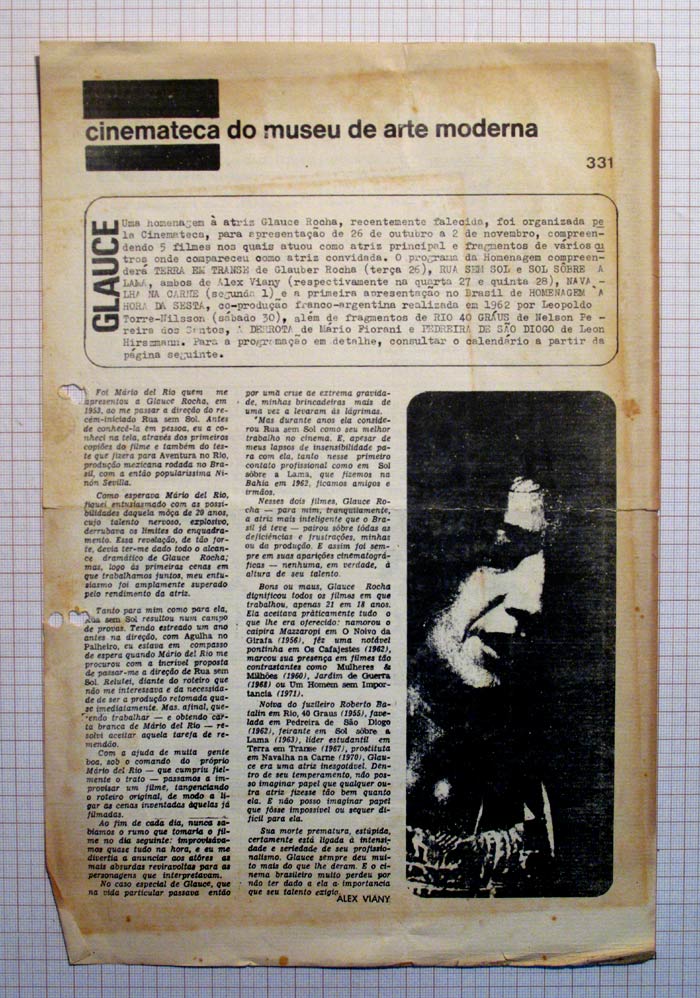 cinemateca do museu de arte moderna
331
GLAUCE
Uma homenagem à atriz Glauce Rocha, recentemente falecida, foi organizada pe
la Cinemateca, para apresentação de 26 de outubro a 2 de novembro, compreen-
dendo 5 filmes nos quais atuou como atriz principal e fragmentos de vários ou
tros onde compareceu como atriz convidada. O programa da Homenagem compreen-
derá TERRA EM TRANSE de Glauber Rocha (terça 26), RUA SEM SOL e SOL SÔBRE A
LAMA, ambos de Alex Viany (respectivamente na quarta 27 e quinta 28), NAVA-
LHA NA CARNE (segunda 1) e a primeira apresentação no Brasil de HOMENAGEM À
HORA DA SESTA, co-produção franco-argentina realizada em 1962 por Leopoldo
Torre-Nilsson (sábado 30), além de fragmentos de RIO 40 GRÁUS de Nelson Pe-
reira dos Santos, A DERROTA de Mário Fiorani e PEDREIRA DE SÃO DIOGO de Leon
Hirszmann. Para a programação em detalhe, consultar o calendário a partir da
página seguinte.
Foi Mário del Rio quem me
apresentou a Glauce Rocha, em
1953, ao me passar a direção do re-
cém-iniciado Rua sem Sol. Antes
de conhecê-la em pessoa, eu a co-
nheci na tela, através dos primeiros
copiões do filme e também do tes-
te que fizera para Aventura no Rio,
produção mexicana rodada no Bra-
sil, com a então popularíssima Ni-
nón Sevilla.
Como esperava Mário del Rio,
fiquei entusiasmado com as possi-
bilidades daquela môça de 20 anos,
cujo talento nervoso, explosivo,
derrubava os limites do enquadra-
mento. Essa revelação, de tão for-
te, devia ter-me dado todo o alcan-
ce dramático de Glauce Rocha;
mas, logo às primeiras cenas em
que trabalhamos juntos, meu entu-
siasmo foi amplamente superado
pelo rendimento da atriz.
Tanto para mim como para ela,
Rua sem Sol resultou num campo
de provas. Tendo estreado um ano
antes na direção, com Agulha no
Palheiro, eu estava em compasso
de espera quando Mário del Rio me
procurou com a incrível proposta
de passar-me a direção de Rua sem
Sol. Relutei, diante do roteiro que
não me interessava e da necessida-
de de ser a produção retomada qua-
se imediatamente. Mas, afinal, que-
rendo trabalhar — e obtendo car-
ta branca de Mário del Rio — re-
solvi aceitar aquela tarefa de re-
mendão.
Com a ajuda de muita gente
boa, sob o comando do próprio
Mário del Rio — que cumpriu fiel-
mente o trato — passamos a im-
provisar um filme, tangenciando
o roteiro original, de modo a li-
gar as cenas inventadas àquelas já
filmadas.
Ao fim de cada dia, nunca sa-
bíamos o rumo que tomaria o fil-
me no dia seguinte: improvisáva-
mos quase tudo na hora, e eu me
divertia a anunciar aos atôres as
mais absurdas reviravoltas para as
personagens que interpretavam.
No caso especial de Glauce, que
na vida particular passava então
por uma crise de extrema gravida-
de, minhas brincadeiras mais de
uma vez a levaram às lágrimas.
Mas durante anos ela conside-
rou Rua sem Sol como seu melhor
trabalho no cinema. E, apesar de
meus lapsos de insensibilidade pa-
ra com ela, tanto nesse primeiro
contato profissional como em Sol
sôbre a Lama, que fizemos na
Bahia em 1962, ficamos amigos e
irmãos.
Nesses dois filmes, Glauce Ro-
cha — para mim, tranquilamente,
a atriz mais inteligente que o Bra-
sil já teve — pairou sôbre tôdas as
deficiências e frustrações, minhas
ou da produção. E assim foi sem-
pre em suas aparições cinematográ-
ficas — nenhuma, em verdade, à
altura de seu talento.
Bons ou maus, Glauce Rocha
dignificou todos os filmes em que
trabalhou, apenas 21 em 18 anos.
Ela aceitava pràticamente tudo o
que lhe era oferecido: namorou o
caipira Mazzaropi em O Noivo da
Girafa (1956), fêz uma notável
pontinha em Os Cafajestes (1962),
marcou sua presença em filmes tão
contrastantes como Mulheres &
Milhões (1960), Jardim de Guerra
(1968) ou Um Homem sem Impor-
tancia (1971).
Noiva do fuzileiro Roberto Ba-
talin em Rio, 40 Graus (1955), fave-
lada em Pedreira de São Diogo
(1962), feirante em Sol sôbre a
Lama (1963), líder estudantil em
Terra em Transe (1967), prostituta
em Navalha na Carne (1970), Glau-
ce era uma atriz inesgotável. Den-
tro de seu temperamento, não pos-
so imaginar papel que qualquer ou-
tra atriz fizesse tão bem quanto
ela. E não posso imaginar papel
que fôsse impossível ou sequer di-
fícil para ela.
Sua morte prematura, estúpida,
certamente está ligada à intensi-
dade e seriedade de seu profissio-
nalismo. Glauce sempre deu mui-
to mais do que lhe deram. E o ci-
nema brasileiro muito perdeu por
não ter dado a ela a importancia
que seu talento exigia.
ALEX VIANY